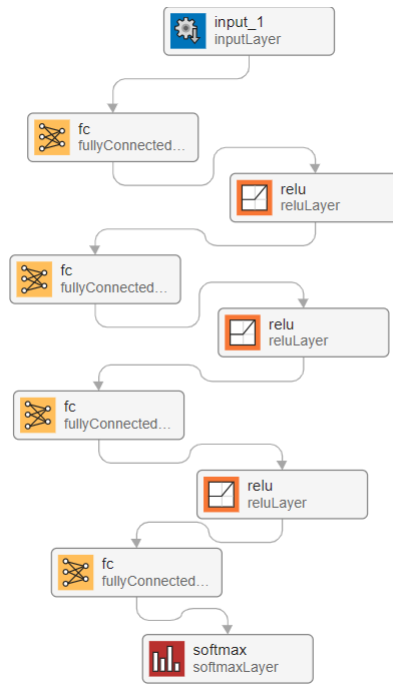 input_1
inputLayer
fc
fullyConnected...
relu
reluLayer
fc
fullyConnected...
relu
reluLayer
fc
fullyConnected...
relu
reluLayer
fc
fullyConnected...
softmax
softmaxLayer